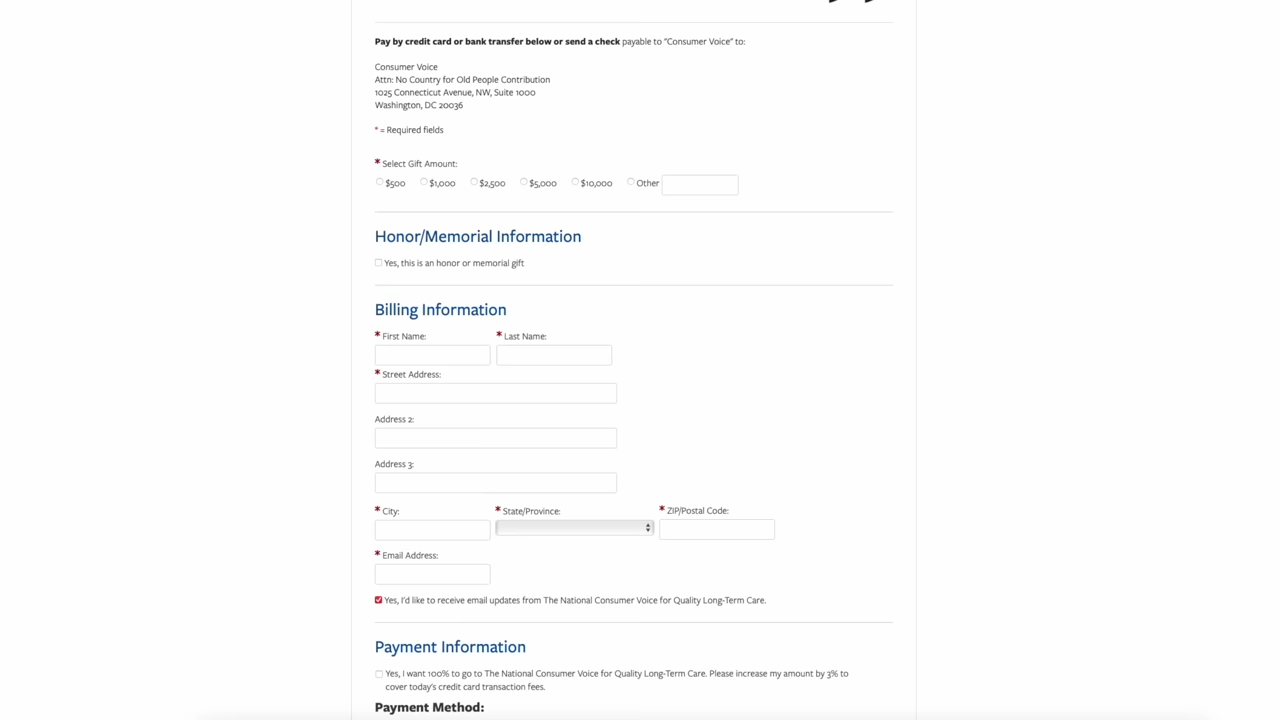 Pay by credit card or bank transfer below or send a check payable to "Consumer Voice" to:
Consumer Voice
Attn: No Country for Old People Contribution
1025 Connecticut Avenue, NW, Suite 1000
Washington, DC 20036
* = Required fields
* Select Gift Amount:
$500 $1,000 $2,500 $5,000 $10,000 Other
Honor/Memorial Information
Yes, this is an honor or memorial gift
Billing Information
* First Name: * Last Name:
* Street Address:
Address 2:
Address 3:
* City: * State/Province: * ZIP/Postal Code:
* Email Address:
Yes, I'd like to receive email updates from The National Consumer Voice for Quality Long-Term Care.
Payment Information
Yes, I want 100% to go to The National Consumer Voice for Quality Long-Term Care. Please increase my amount by 3% to
cover today's credit card transaction fees.
Payment Method: